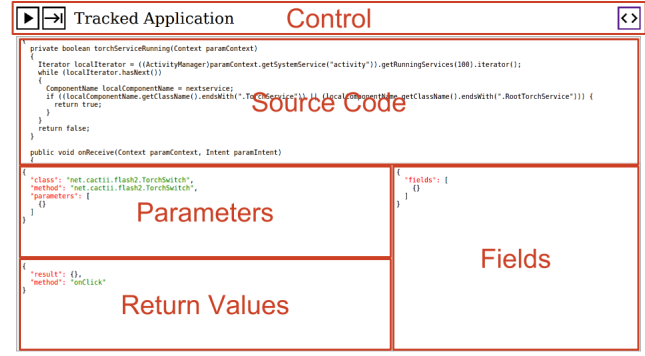 Tracked Application
Control
{
private boolean torchServiceRunning(Context paramContext)
{
Iterator localIterator = ((ActivityManager)paramContext.getSystemService("activity")).getRunningServices(100).iterator();
while (localIterator.hasNext())
{
ComponentName localComponentName = nextservice;
if ((localComponentName.getClassName().endsWith(".TorchService")) || (localComponentName.getClassName().endsWith(".RootTorchService"))) {
return true;
}
}
return false;
}
public void onReceive(Context paramContext, Intent paramIntent)
{
Source Code
{
"class": "net.cactii.flash2.TorchSwitch",
"method": "net.cactii.flash2.TorchSwitch",
"parameters": [
{}
]
}
Parameters
{
"fields": [
{}
]
}
Fields
{
"result": {},
"method": "onClick"
}
Return Values